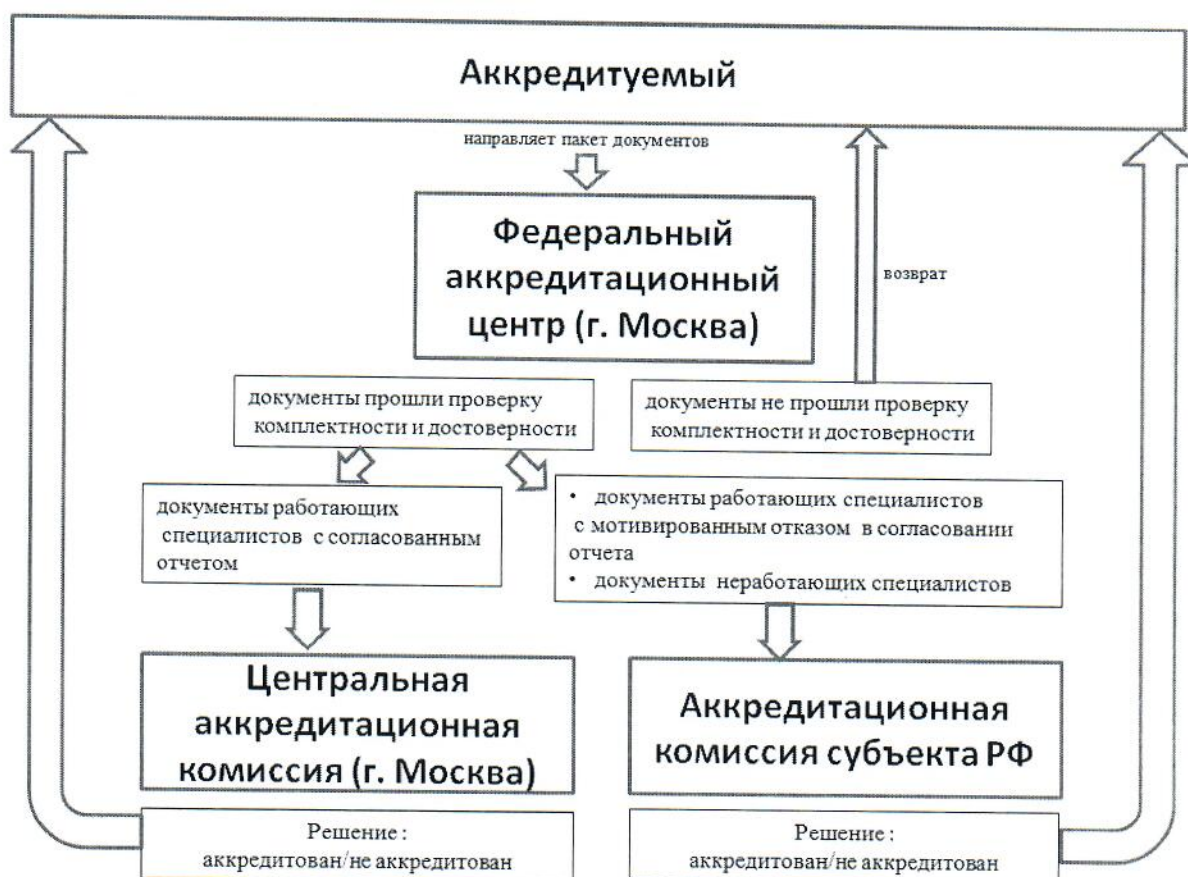 Аккредитуемый
направляет пакет документов
Федеральный
аккредитационный
центр (г. Москва)
возврат
документы прошли проверку
комплектности и достоверности
документы не прошли проверку
комплектности и достоверности
документы работающих
специалистов с согласованным
отчетом
• документы работающих специалистов
с мотивированным отказом в согласовании
отчета
• документы неработающих специалистов
Центральная
аккредитационная
комиссия (г. Москва)
Аккредитационная
комиссия субъекта РФ
Решение :
аккредитован/не аккредитован
Решение :
аккредитован/не аккредитован